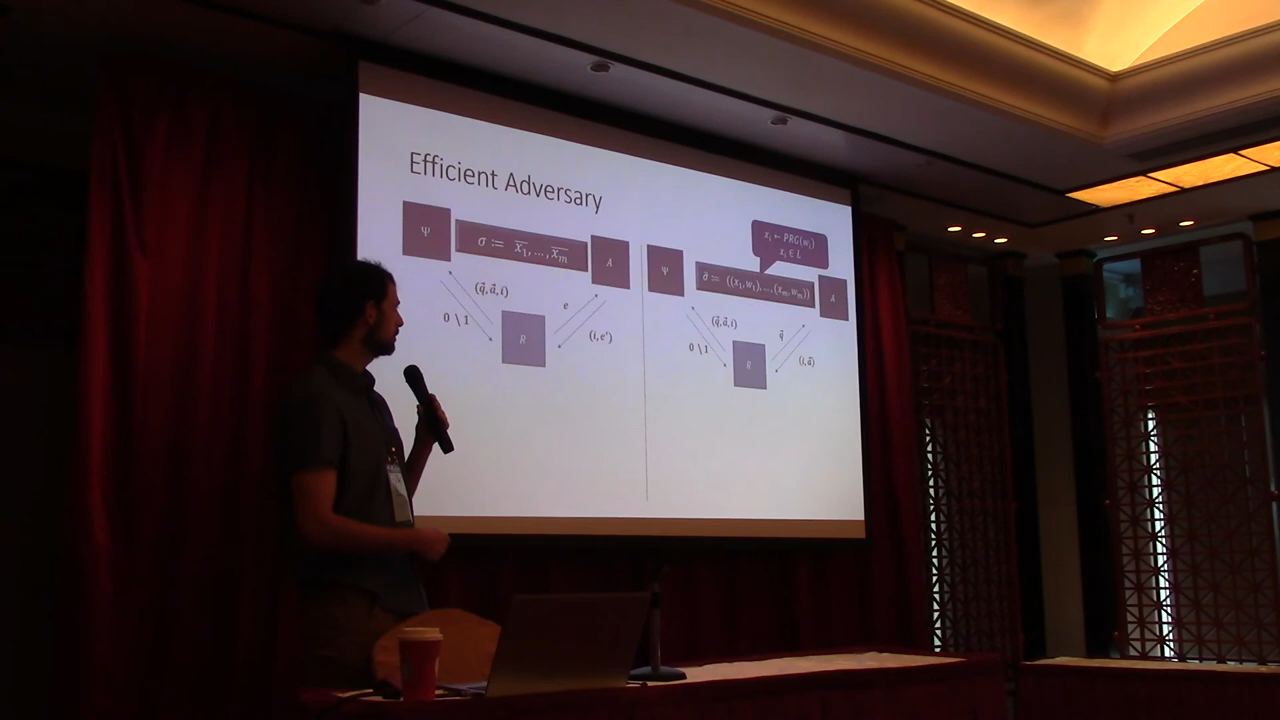 Efficient Adversary
Ψ
σ ≔ x̅₁, … , x̅ₘ
A
(q⃗, a⃗, i)
0 \ 1
R
e
(i, e')
Ψ
xᵢ ← PRG(wᵢ)
xᵢ ∈ L
σ̃ ≔ ((x₁, w₁), … , (xₘ, wₘ))
A
(q⃗, a⃗, i)
0 \ 1
R
q⃗
(i, a⃗)